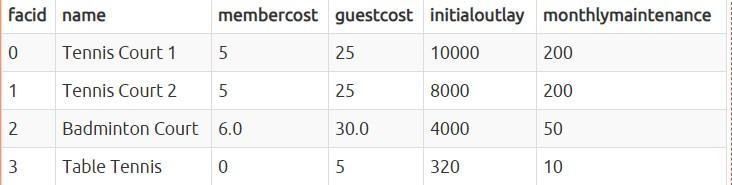 facid name membercost guestcost initialoutlay monthlymaintenance
0 Tennis Court 1 5 25 10000 200
1 Tennis Court 2 5 25 8000 200
2 Badminton Court 6.0 30.0 4000 50
3 Table Tennis 0 5 320 10